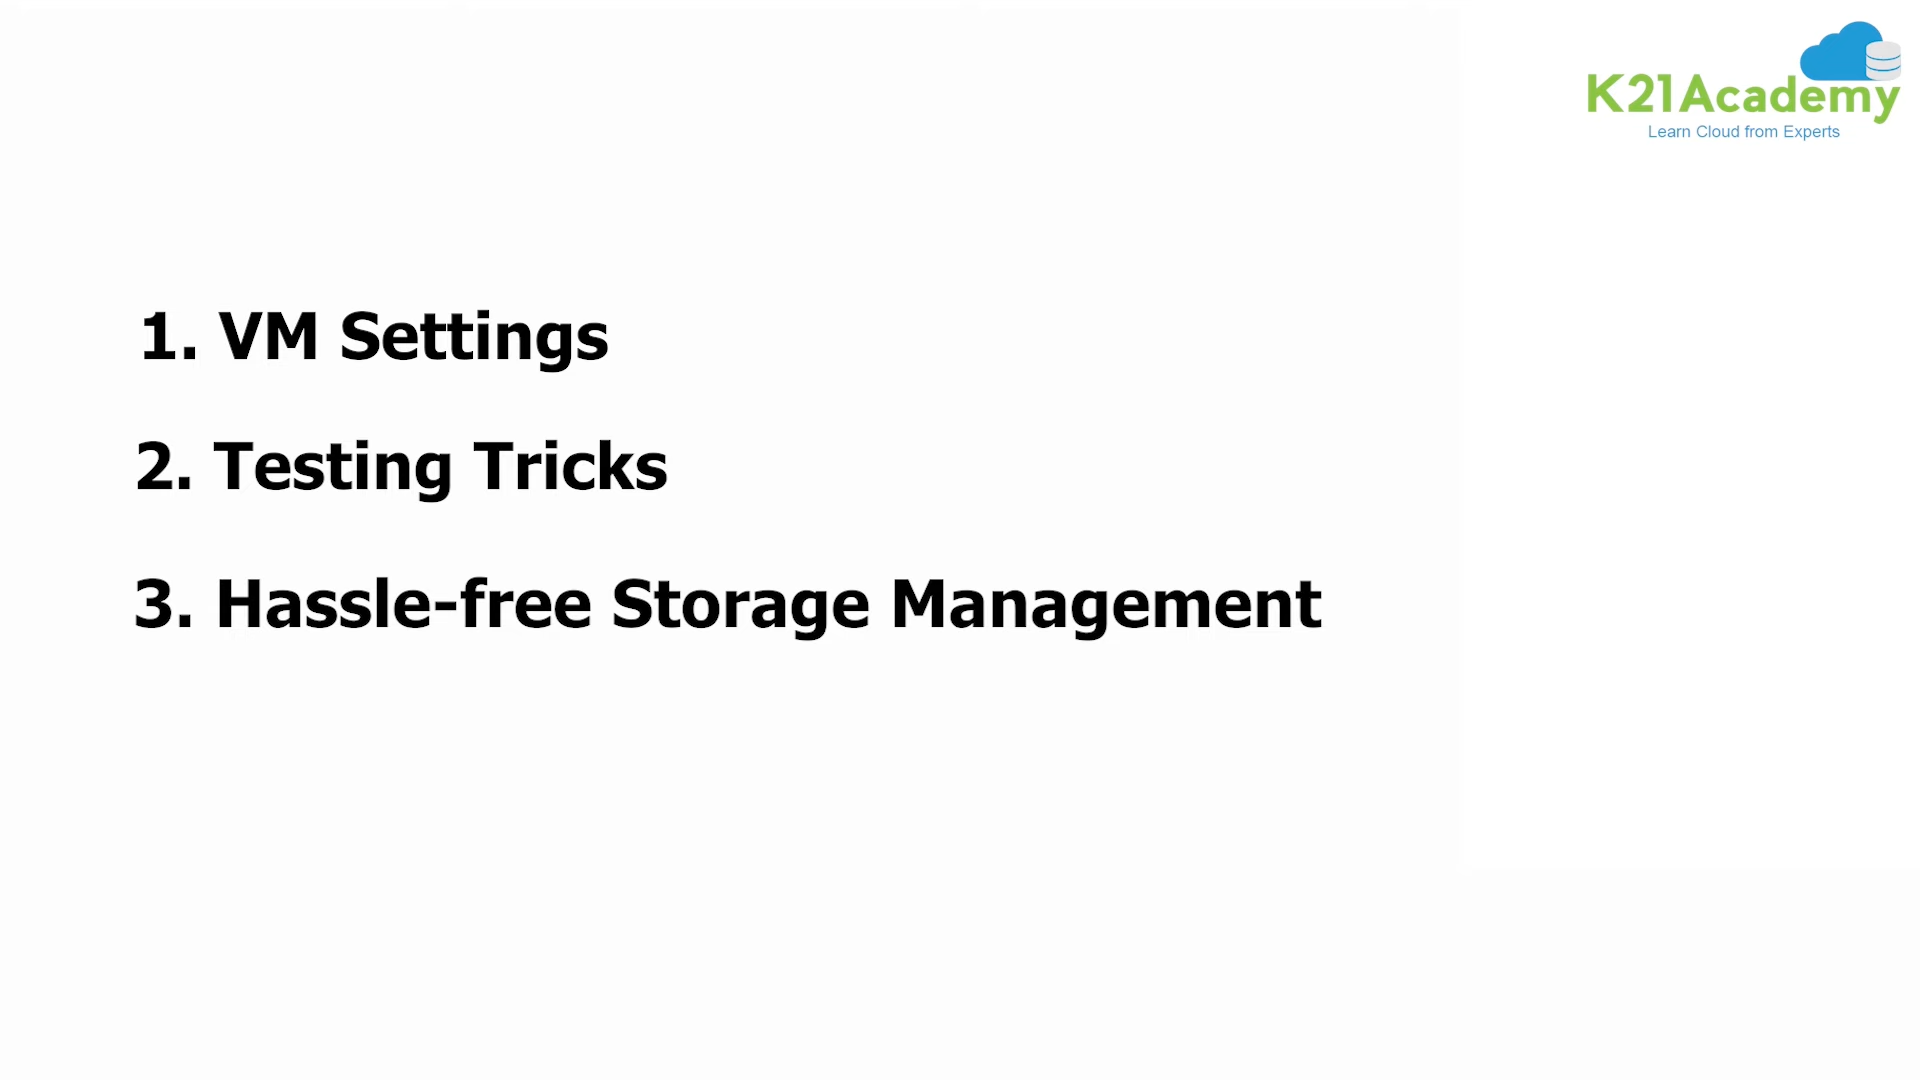 K21Academy
Learn Cloud from Experts
1. VM Settings
2. Testing Tricks
3. Hassle-free Storage Management